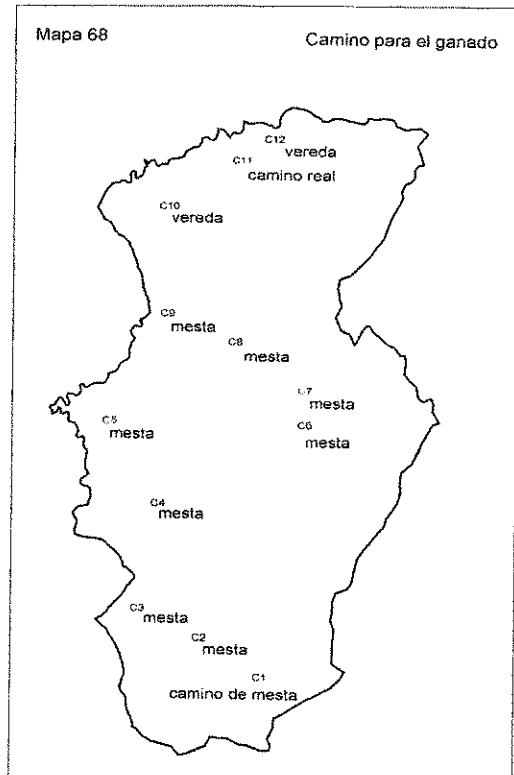 Mapa 68
Camino para el ganado
C12
vereda
C11
camino real
C10
vereda
C9
mesta
C8
mesta
C7
mesta
C6
mesta
C5
mesta
C4
mesta
C3
mesta
C2
mesta
C1
camino de mesta